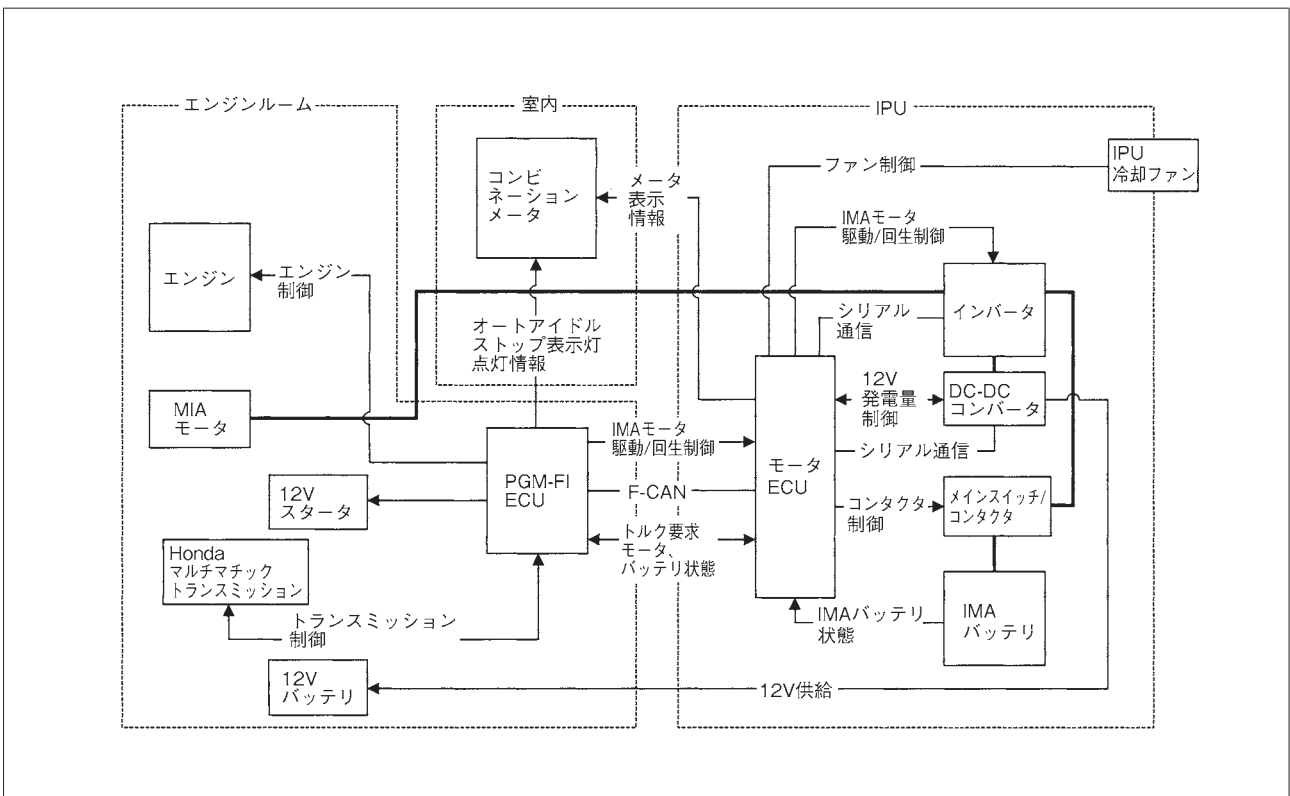 エンジンルーム
室内
IPU
IPU
冷却ファン
ファン制御
コンビ
ネーション
メータ
メータ
表示
情報
IMAモータ
駆動/回生制御
エンジン
エンジン
制御
インバータ
シリアル
通信
オートアイドル
ストップ表示灯
点灯情報
MIA
モータ
12V
発電量
制御
DC-DC
コンバータ
IMAモータ
駆動/回生制御
シリアル通信
PGM-FI
ECU
モータ
ECU
12V
スタータ
F-CAN
コンタクタ
制御
メインスイッチ/
コンタクタ
トルク要求
モータ、
バッテリ状態
Honda
マルチマチック
トランスミッション
トランスミッション
制御
IMAバッテリ
状態
IMA
バッテリ
12V
バッテリ
12V供給